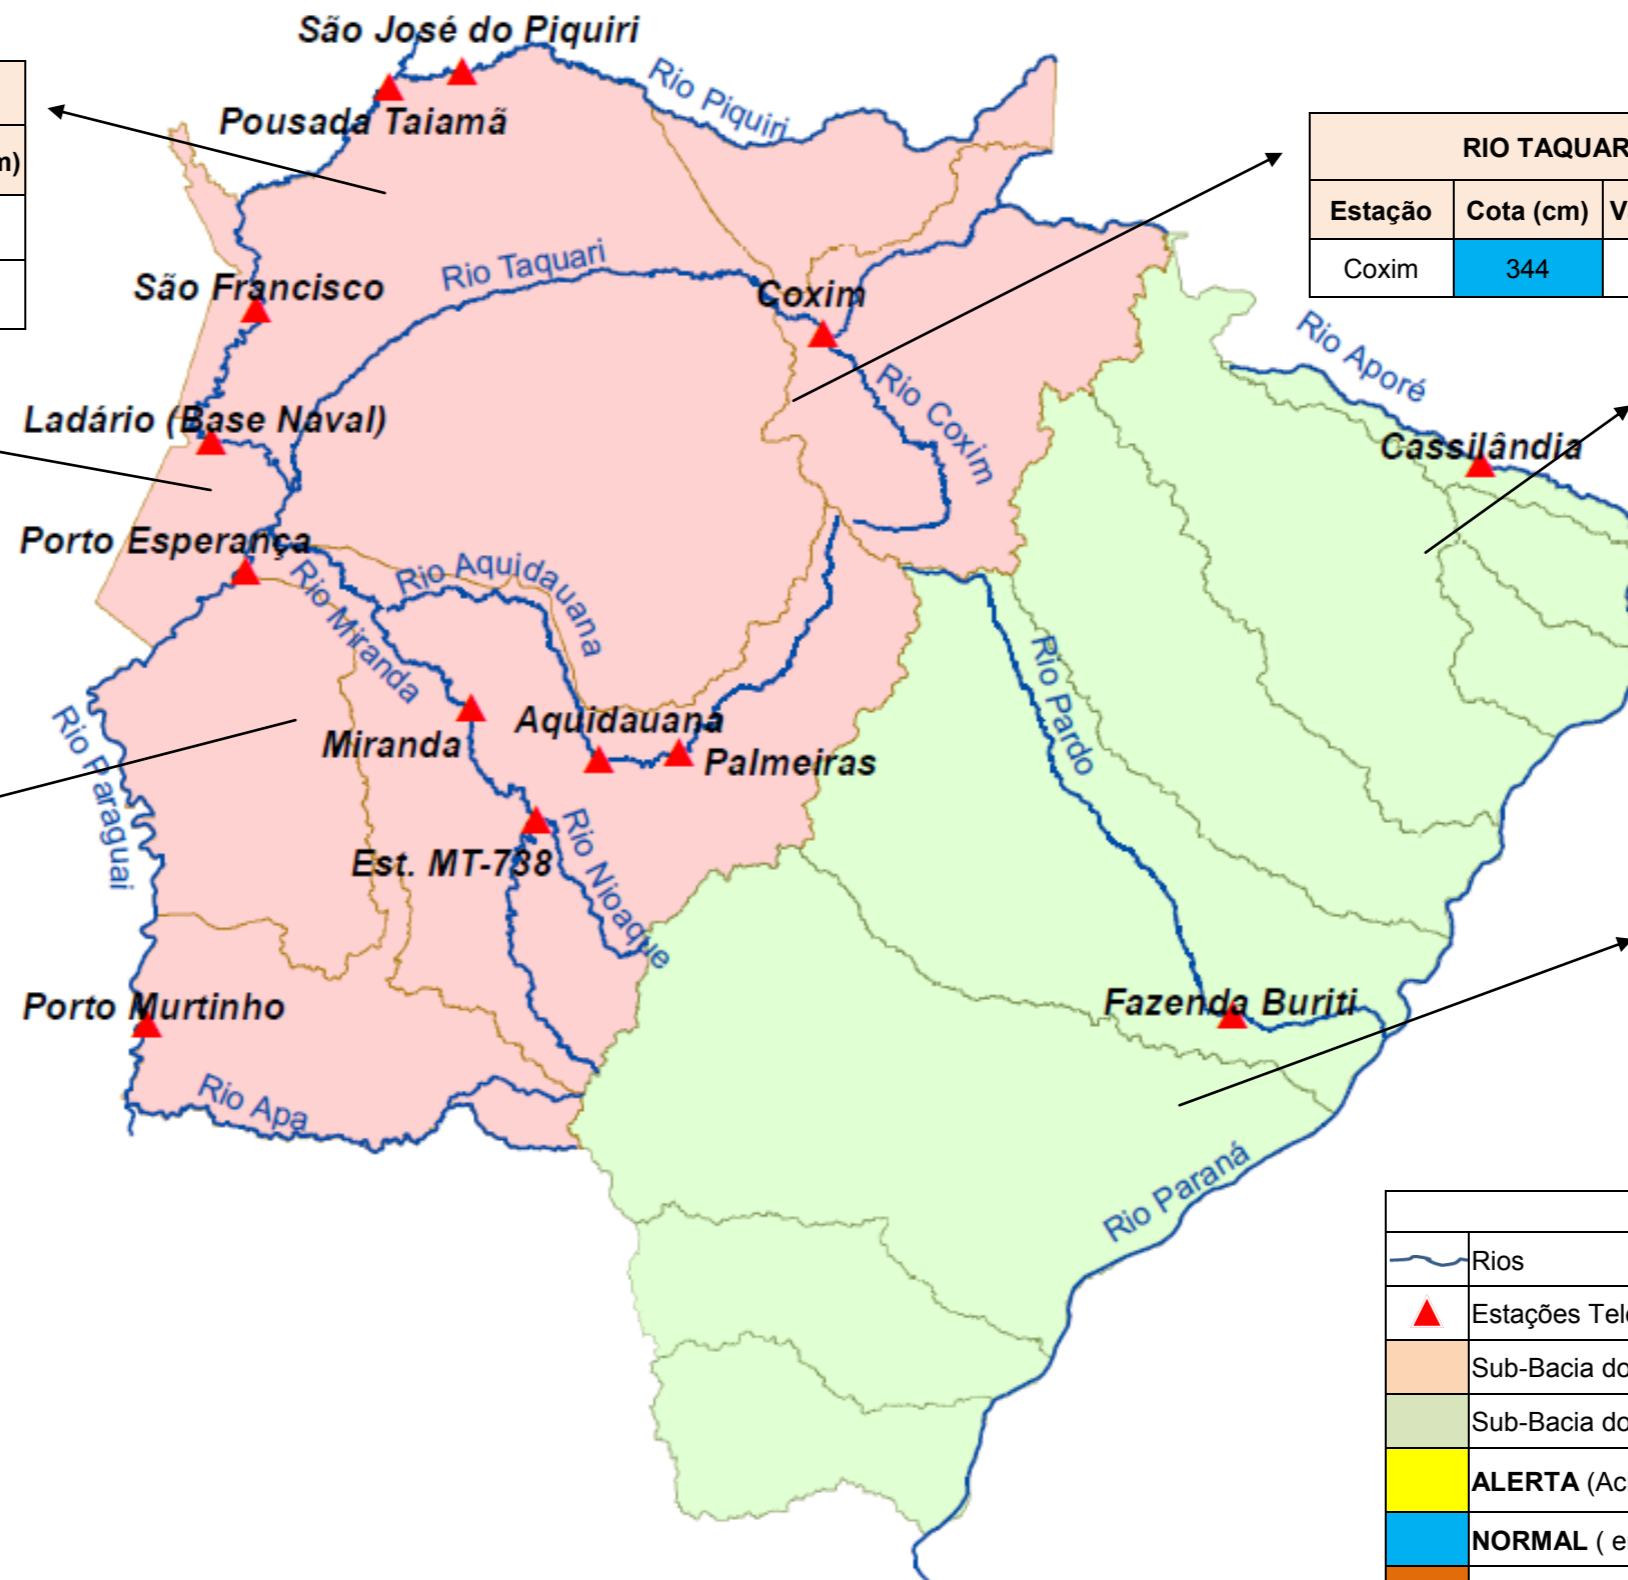 São José do Piquiri
Rio Piquiri
Pousada Taiamã
RIO TAQUAR
m)
Estação Cota (cm) V
Coxim 344
Rio Taquari
São Francisco
Coxim
Rio Aporé
Rio Coxim
Ladário (Base Naval)
Cassilândia
Porto Esperança
Rio Aquidauana
Rio Miranda
Rio Pardo
Rio Paraguai
Miranda
Aquidauana
Palmeiras
Est. MT-738
Rio Nioaque
Porto Murtinho
Fazenda Buriti
Rio Apa
Rio Paraná
Rios
Estações Tel
Sub-Bacia do
Sub-Bacia do
ALERTA (Ac
NORMAL ( e